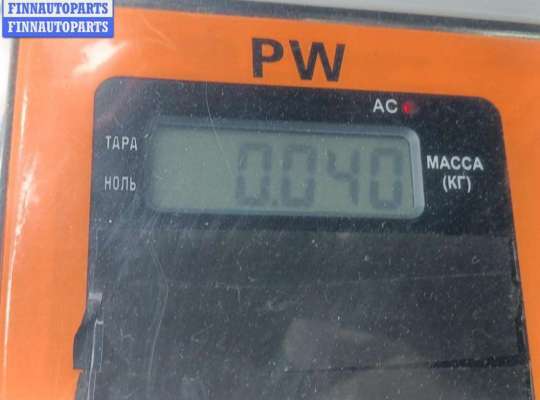 FINNAUTOPARTS
FINNAUTOPARTS
PW
AC
ТАРА
НОЛЬ
0.040
МАССА
(КГ)